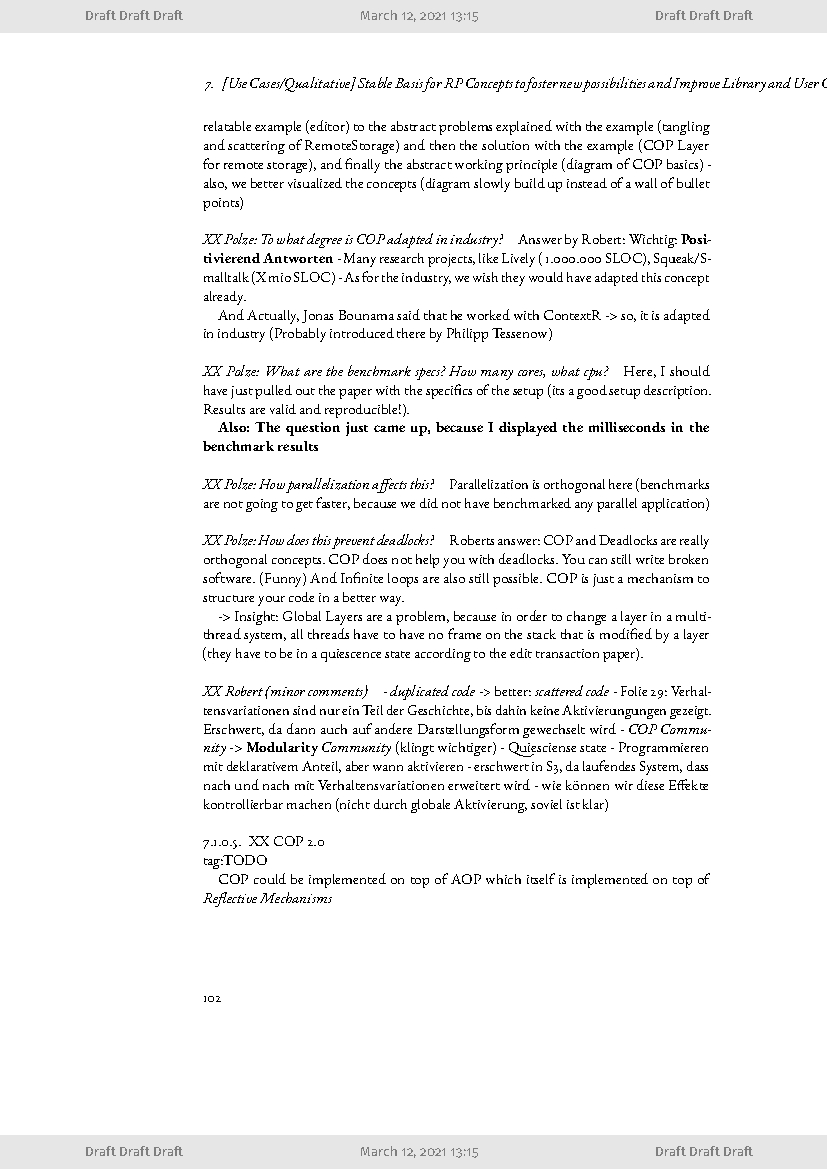 Draft Draft Draft March 12, 2021 13:15 Draft Draft Draft
7. [Use Cases/Qualitative] Stable Basis for RP Concepts to foster new possibilities and Improve Library and User
relatable example (editor) to the abstract problems explained with the example (tangling
and scattering of RemoteStorage) and then the solution with the example (COP Layer
for remote storage), and finally the abstract working principle (diagram of COP basics) -
also, we better visualized the concepts (diagram slowly build up instead of a wall of bullet
points)
XX Polze: To what degree is COP adapted in industry? Answer by Robert: Wichtig: Posi-
tivierend Antworten - Many research projects, like Lively ( 1.000.000 SLOC), Squeak/S-
malltalk (X mio SLOC) - As for the industry, we wish they would have adapted this concept
already.
And Actually, Jonas Bounama said that he worked with ContextR -> so, it is adapted
in industry (Probably introduced there by Philipp Tessenow)
XX Polze: What are the benchmark specs? How many cores, what cpu? Here, I should
have just pulled out the paper with the specifics of the setup (its a good setup description.
Results are valid and reproducible!).
Also: The question just came up, because I displayed the milliseconds in the
benchmark results
XX Polze: How parallelization affects this? Parallelization is orthogonal here (benchmarks
are not going to get faster, because we did not have benchmarked any parallel application)
XX Polze: How does this prevent deadlocks? Roberts answer: COP and Deadlocks are really
orthogonal concepts. COP does not help you with deadlocks. You can still write broken
software. (Funny) And Infinite loops are also still possible. COP is just a mechanism to
structure your code in a better way.
-> Insight: Global Layers are a problem, because in order to change a layer in a multi-
thread system, all threads have to have no frame on the stack that is modified by a layer
(they have to be in a quiescence state according to the edit transaction paper).
XX Robert (minor comments) - duplicated code -> better: scattered code - Folie 29: Verhal-
tensvariationen sind nur ein Teil der Geschichte, bis dahin keine Aktivierungungen gezeigt.
Erschwert, da dann auch auf andere Darstellungsform gewechselt wird - COP Commu-
nity -> Modularity Community (klingt wichtiger) - Quiesciense state - Programmieren
mit deklarativem Anteil, aber wann aktivieren - erschwert in S3, da laufendes System, dass
nach und nach mit Verhaltensvariationen erweitert wird - wie können wir diese Effekte
kontrollierbar machen (nicht durch globale Aktivierung, soviel ist klar)
7.1.0.5. XX COP 2.0
tag:TODO
COP could be implemented on top of AOP which itself is implemented on top of
Reflective Mechanisms
102
Draft Draft Draft March 12, 2021 13:15 Draft Draft Draft